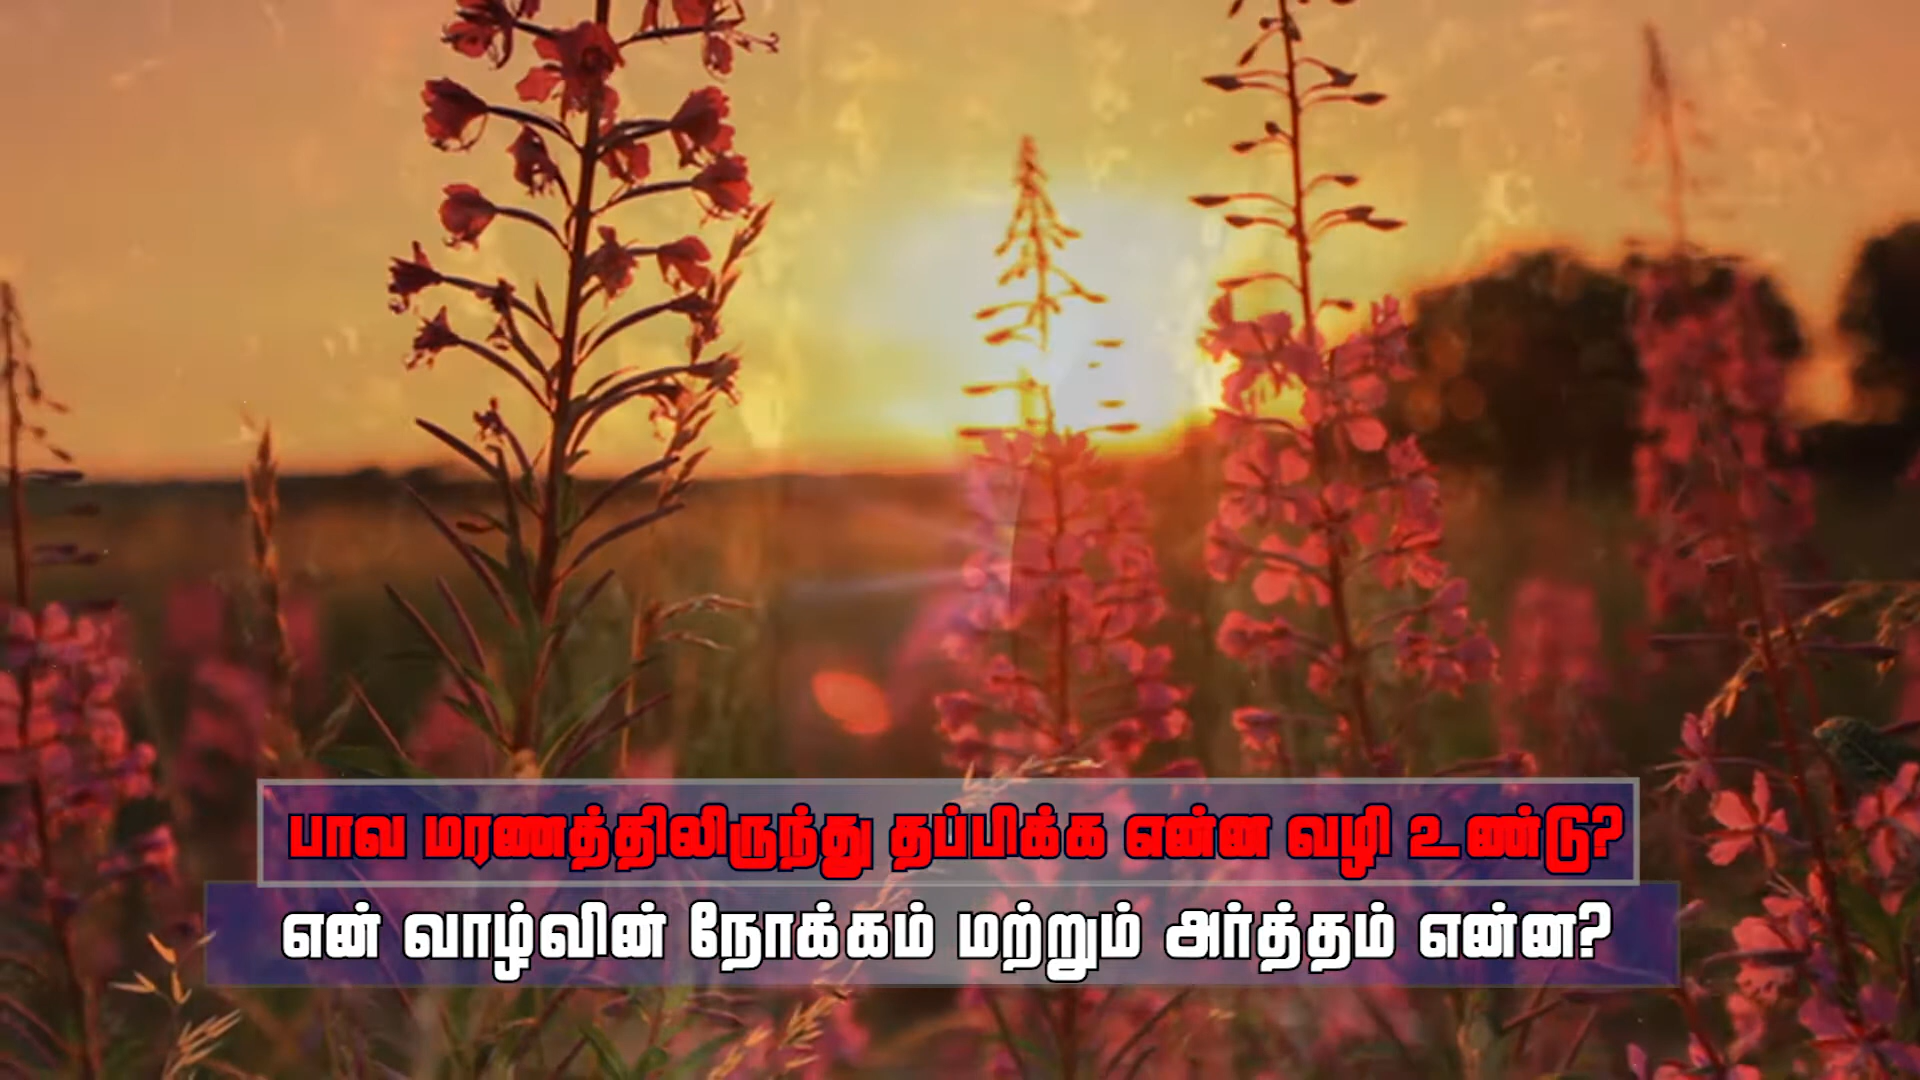 பாவ மரணத்திலிருந்து தப்பிக்க என்ன வழி உண்டு?
என் வாழ்வின் நோக்கம் மற்றும் அர்த்தம் என்ன?